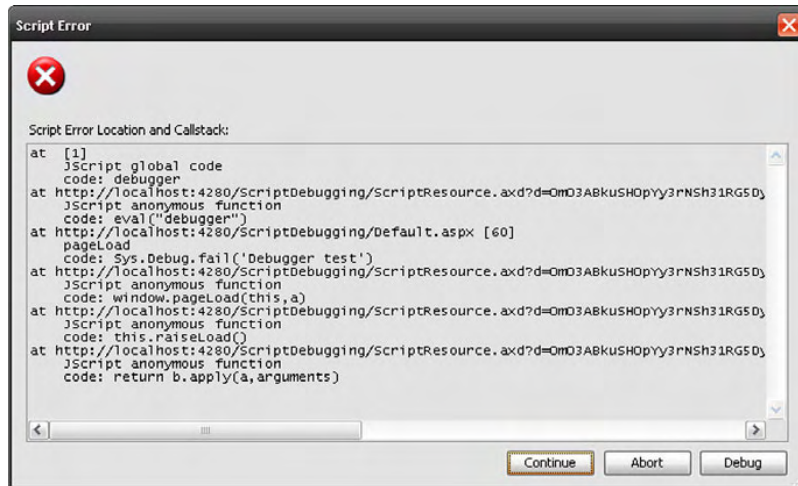 Script Error
Script Error Location and Callstack:
at  [1]
JScript global code
code: debugger
at http://localhost:4280/ScriptDebugging/ScriptResource.axd?d=OmO3ABkuSHOpYy3rNSh31RG5Dy
JScript anonymous function
code: eval("debugger")
at http://localhost:4280/ScriptDebugging/Default.aspx [60]
pageLoad
code: Sys.Debug.fail('Debugger test')
at http://localhost:4280/ScriptDebugging/ScriptResource.axd?d=OmO3ABkuSHOpYy3rNSh31RG5Dy
JScript anonymous function
code: window.pageLoad(this,a)
at http://localhost:4280/ScriptDebugging/ScriptResource.axd?d=OmO3ABkuSHOpYy3rNSh31RG5Dy
JScript anonymous function
code: this.raiseLoad()
at http://localhost:4280/ScriptDebugging/ScriptResource.axd?d=OmO3ABkuSHOpYy3rNSh31RG5Dy
JScript anonymous function
code: return b.apply(a,arguments)
Continue Abort Debug